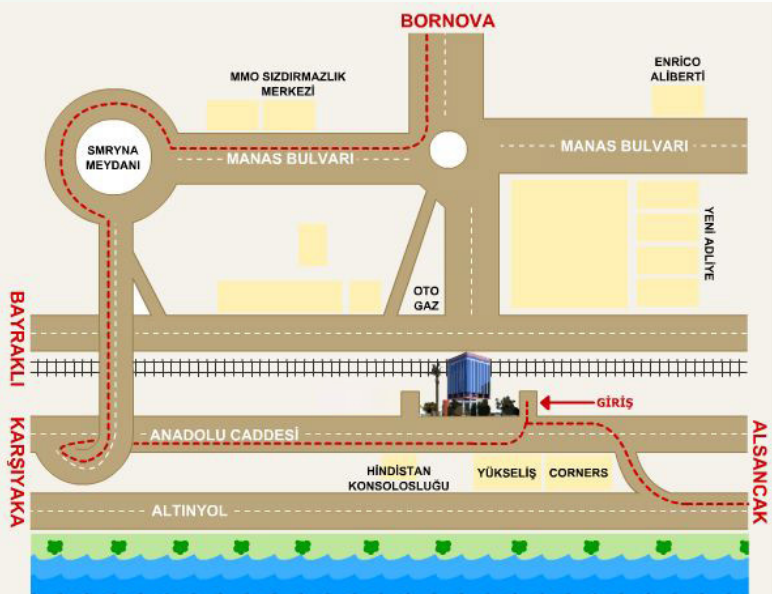 BORNOVA
MMO SIZDIRMAZLIK
MERKEZİ
ENRİCO
ALİBERTİ
SMRYNA
MEYDANI
MANAS BULVARI
MANAS BULVARI
YENİ ADLİYE
OTO
GAZ
BAYRAKLI
GİRİŞ
KARŞIYAKA
ANADOLU CADDESİ
ALSANCAK
HİNDİSTAN
KONSOLOSLUĞU
YÜKSELİŞ
CORNERS
ALTINYOL